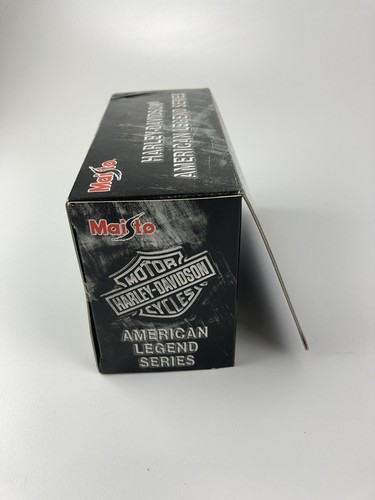 Maisto
HARLEY-DAVIDSON
AMERICAN LEGEND SERIES
Maisto
MOTOR
HARLEY-DAVIDSON
CYCLES
AMERICAN
LEGEND
SERIES